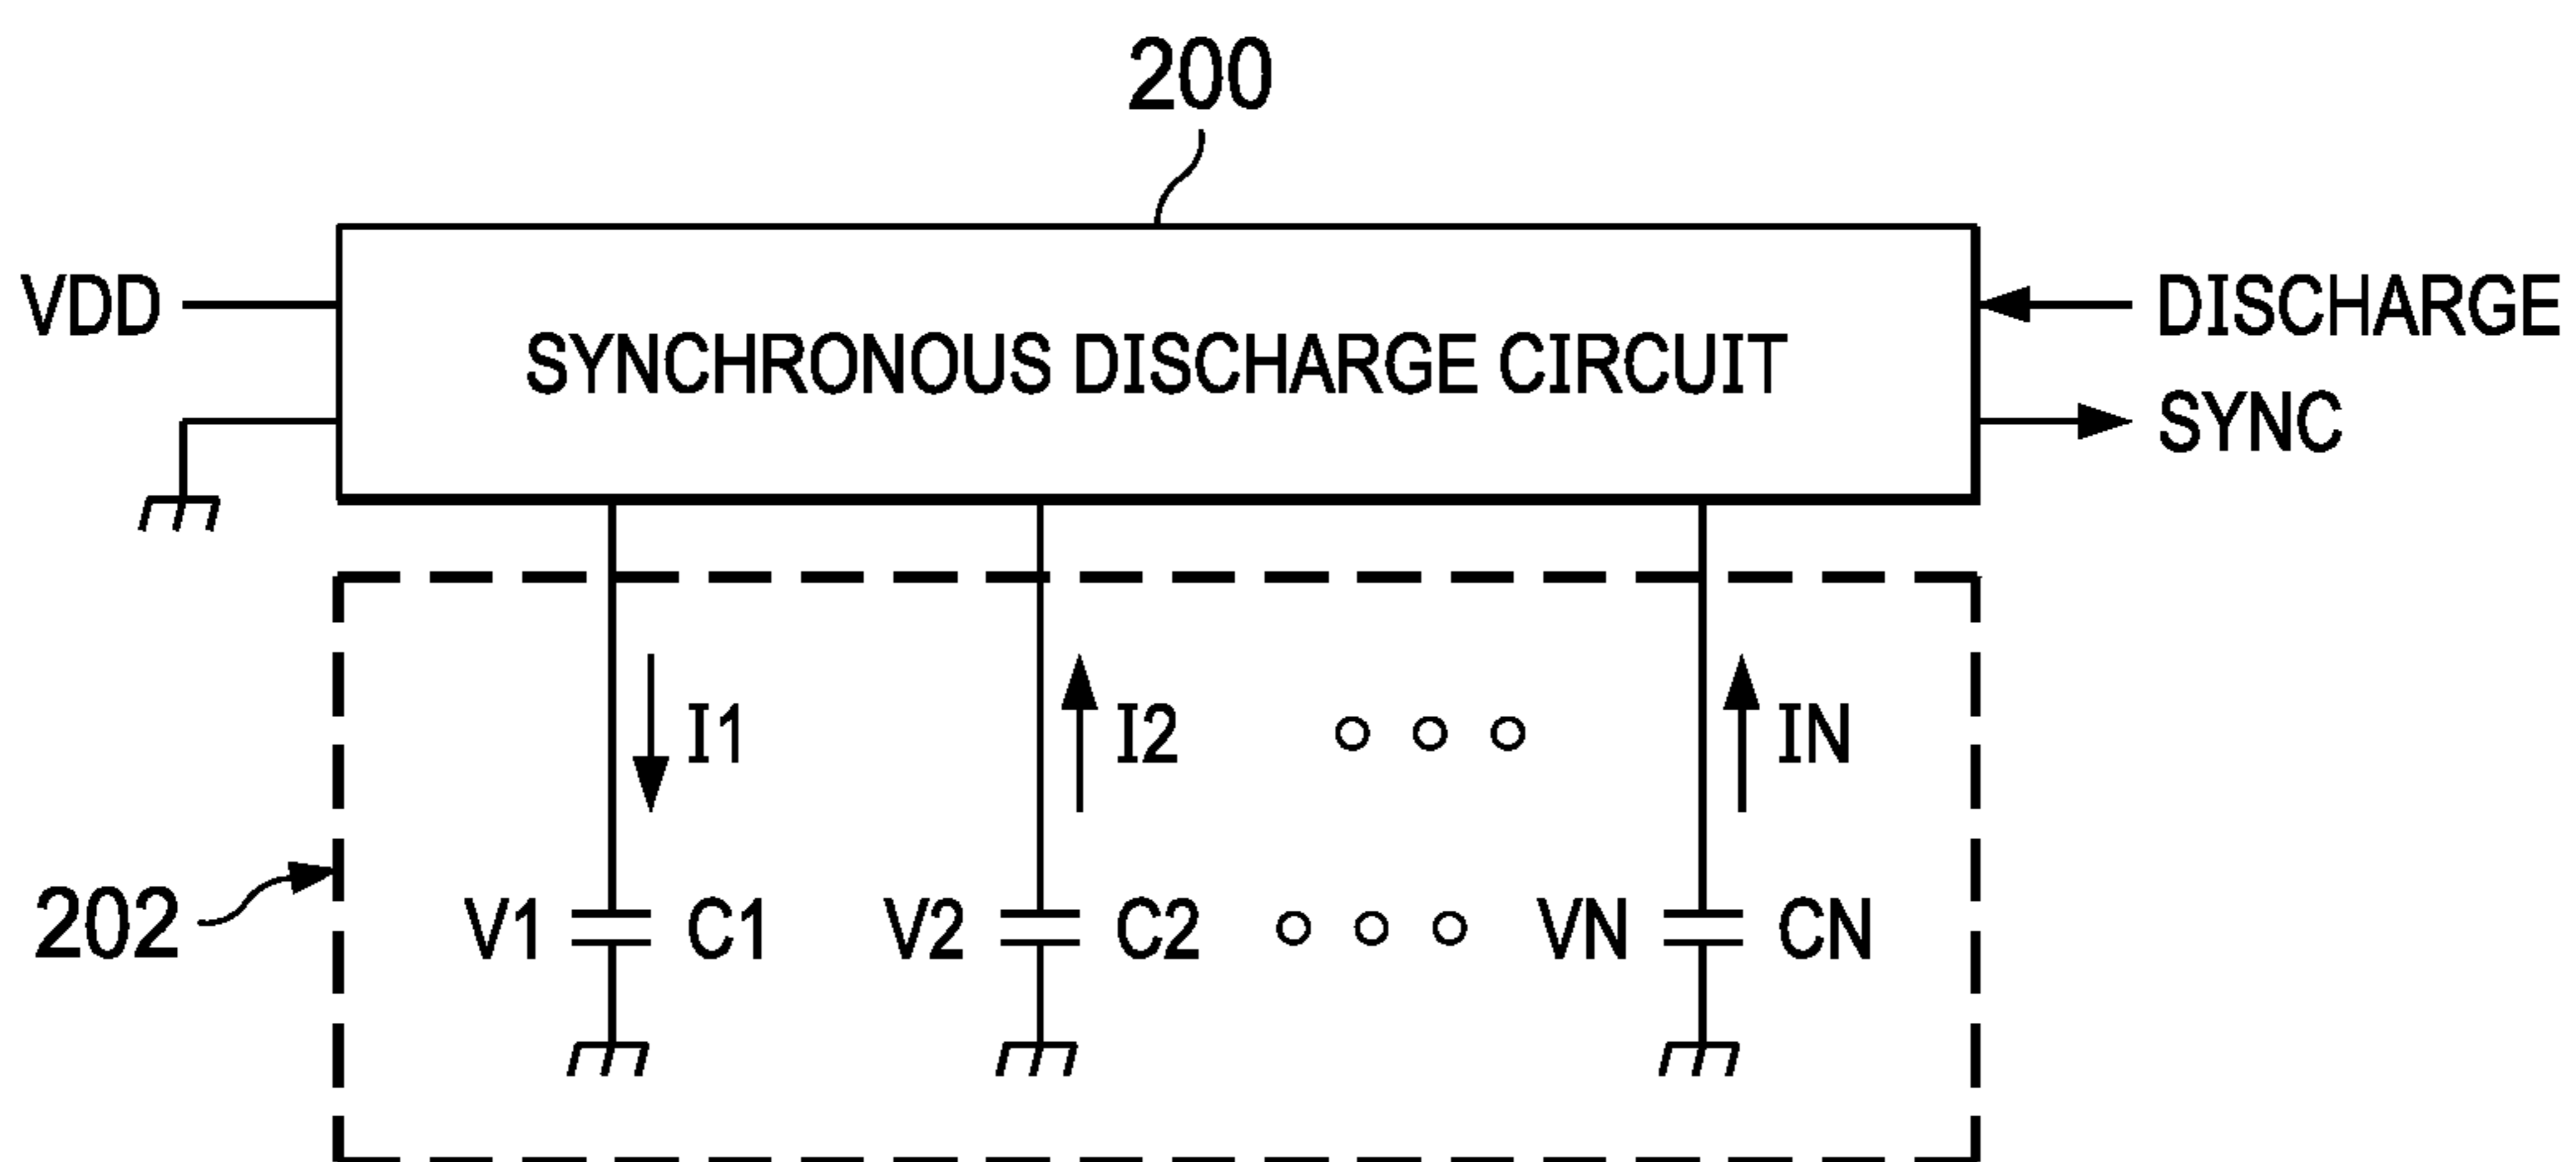 200
VDD
DISCHARGE
SYNCHRONOUS DISCHARGE CIRCUIT
SYNC
I1
I2
IN
202
V1
C1
V2
C2
VN
CN